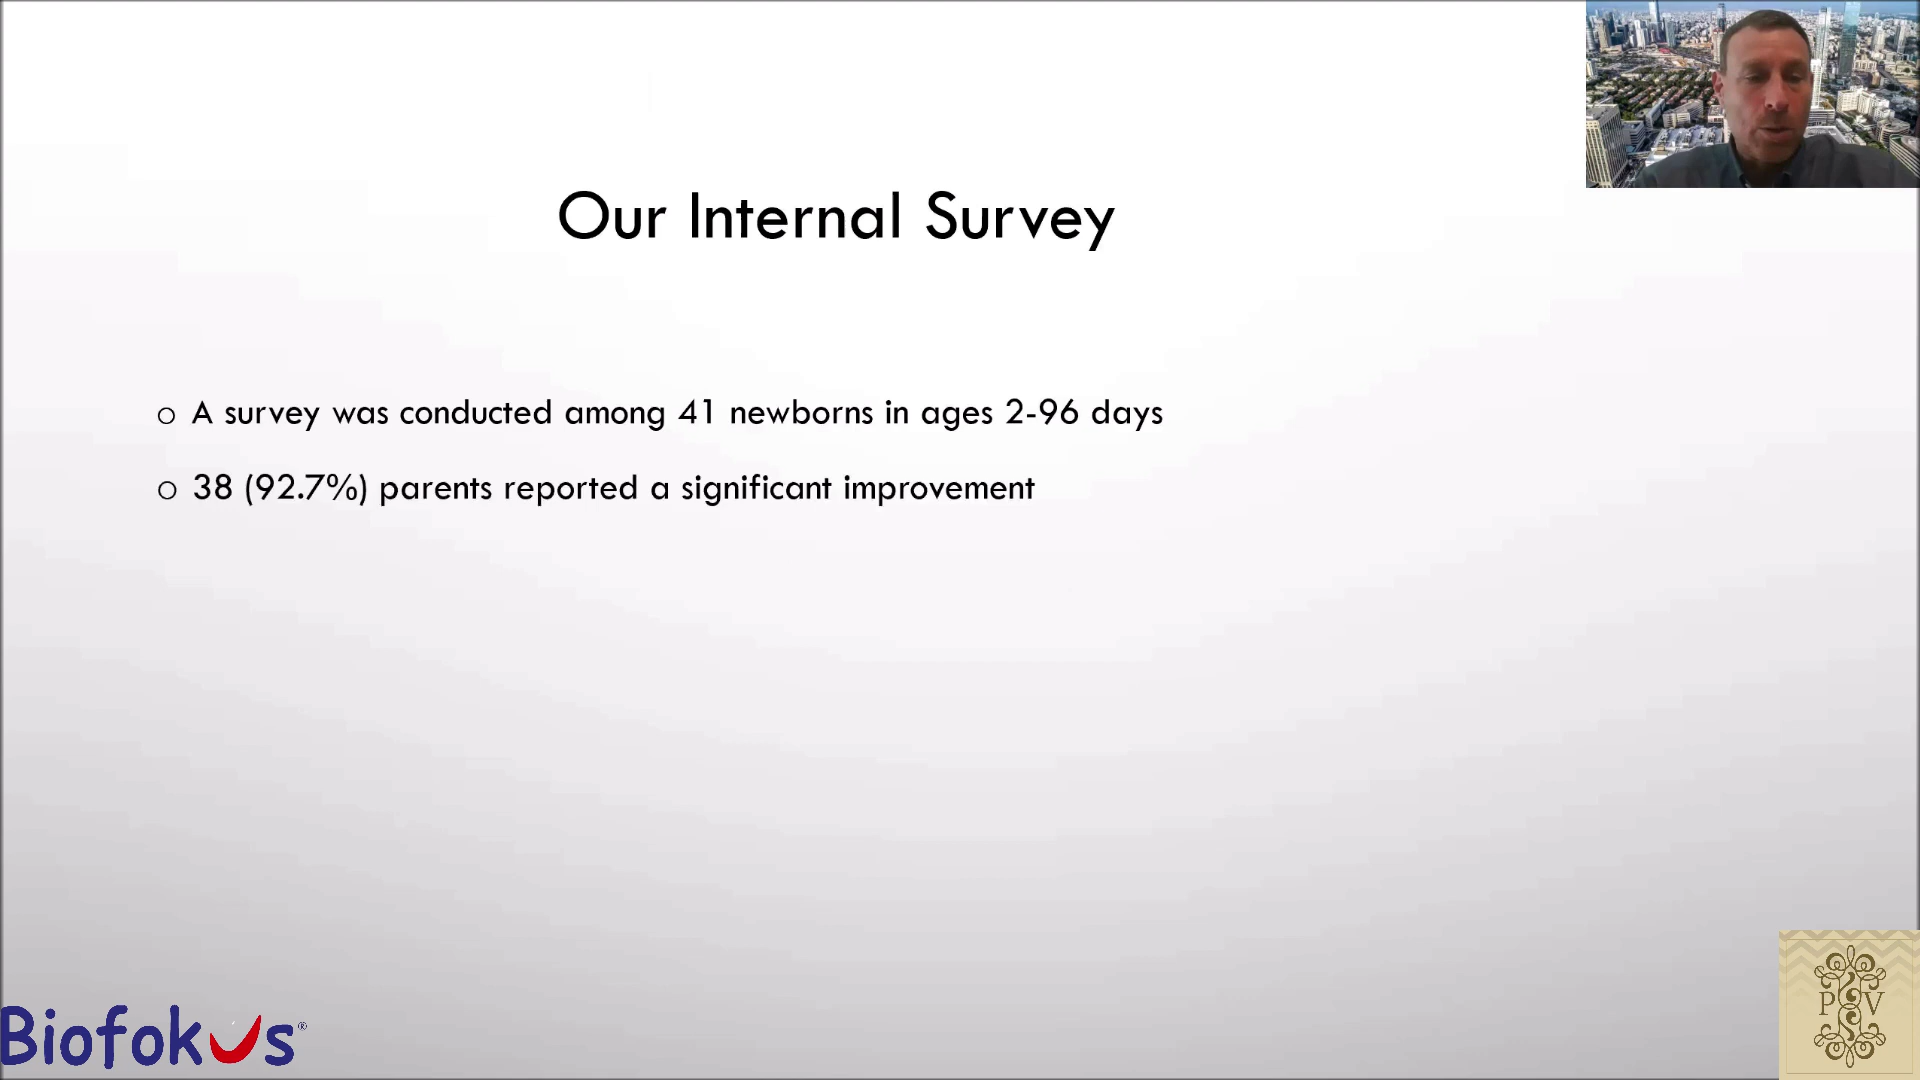 Our Internal Survey
o A survey was conducted among 41 newborns in ages 2-96 days
o 38 (92.7%) parents reported a significant improvement
Biofokus®
P S V
S